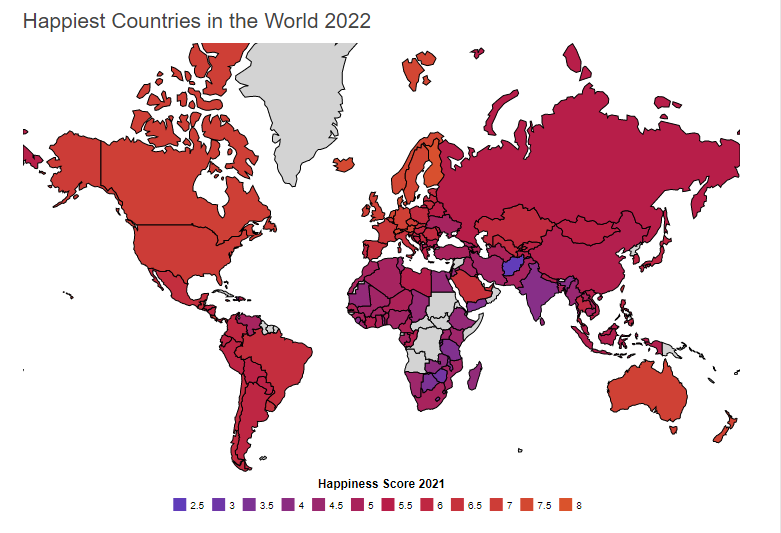 Happiest Countries in the World 2022
Happiness Score 2021
2.5 3 3.5 4 4.5 5 5.5 6 6.5 7 7.5 8